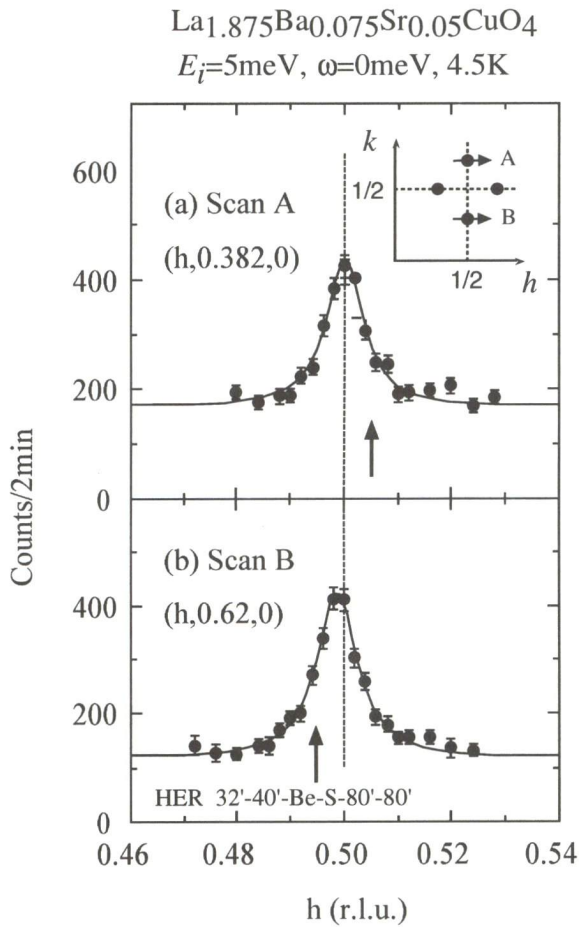 La1.875Ba0.075Sr0.05CuO4
Ei=5meV, ω=0meV, 4.5K
600
400
200
0
(a) Scan A
(h,0.382,0)
k
1/2
A
B
1/2
h
Counts/2min
400
200
0
(b) Scan B
(h,0.62,0)
HER 32'-40'-Be-S-80'-80'
0.46
0.48
0.50
0.52
0.54
h (r.l.u.)